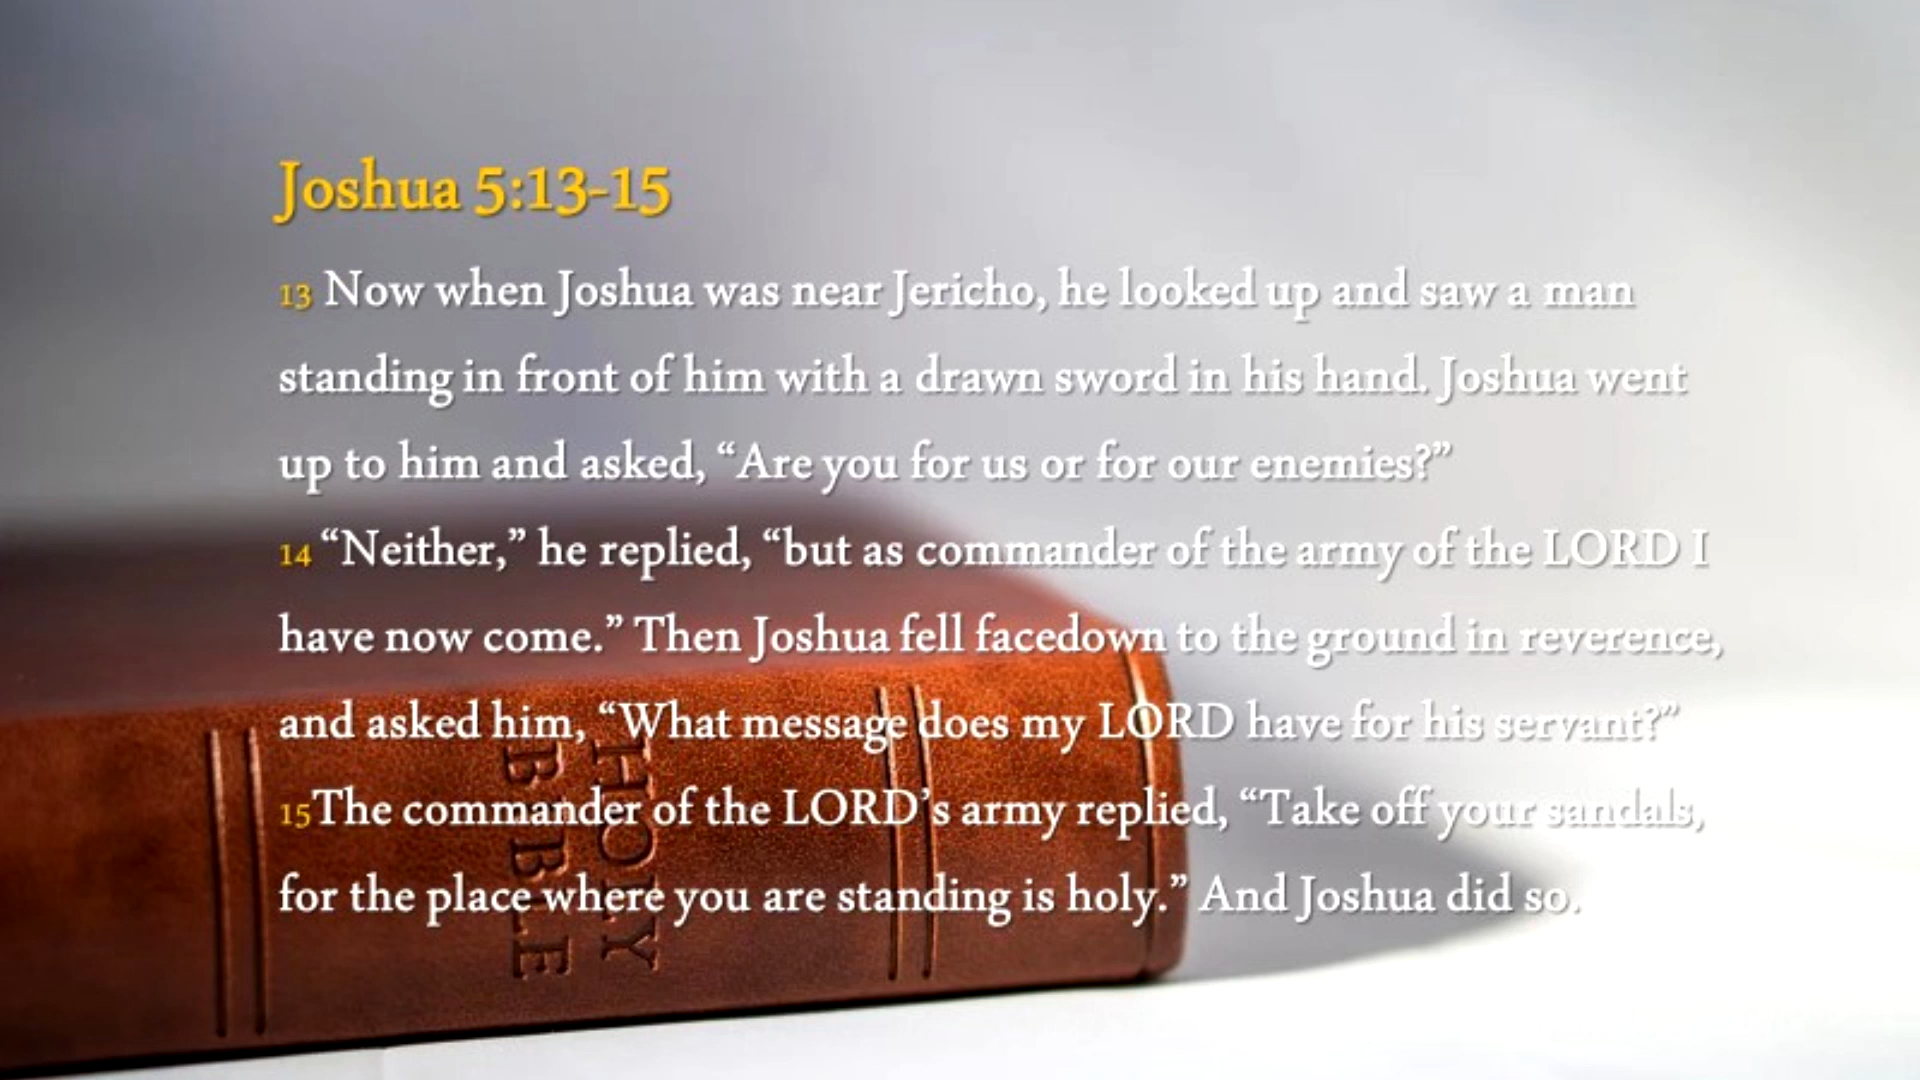 Joshua 5:13-15
13 Now when Joshua was near Jericho, he looked up and saw a man
standing in front of him with a drawn sword in his hand. Joshua went
up to him and asked, “Are you for us or for our enemies?”
14 “Neither,” he replied, “but as commander of the army of the LORD I
have now come.” Then Joshua fell facedown to the ground in reverence,
and asked him, “What message does my LORD have for his servant?”
15The commander of the LORD’s army replied, “Take off your sandals,
for the place where you are standing is holy.” And Joshua did so.
HOLY
BIBLE